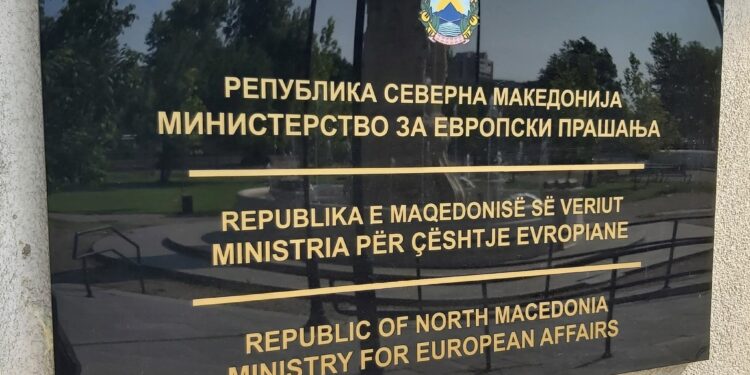 РЕПУБЛИКА СЕВЕРНА МАКЕДОНИЈА
МИНИСТЕРСТВО ЗА ЕВРОПСКИ ПРАШАЊА
REPUBLIKA E MAQEDONISË SË VERIUT
MINISTRIA PËR ÇËSHTJE EVROPIANE
REPUBLIC OF NORTH MACEDONIA
MINISTRY FOR EUROPEAN AFFAIRS